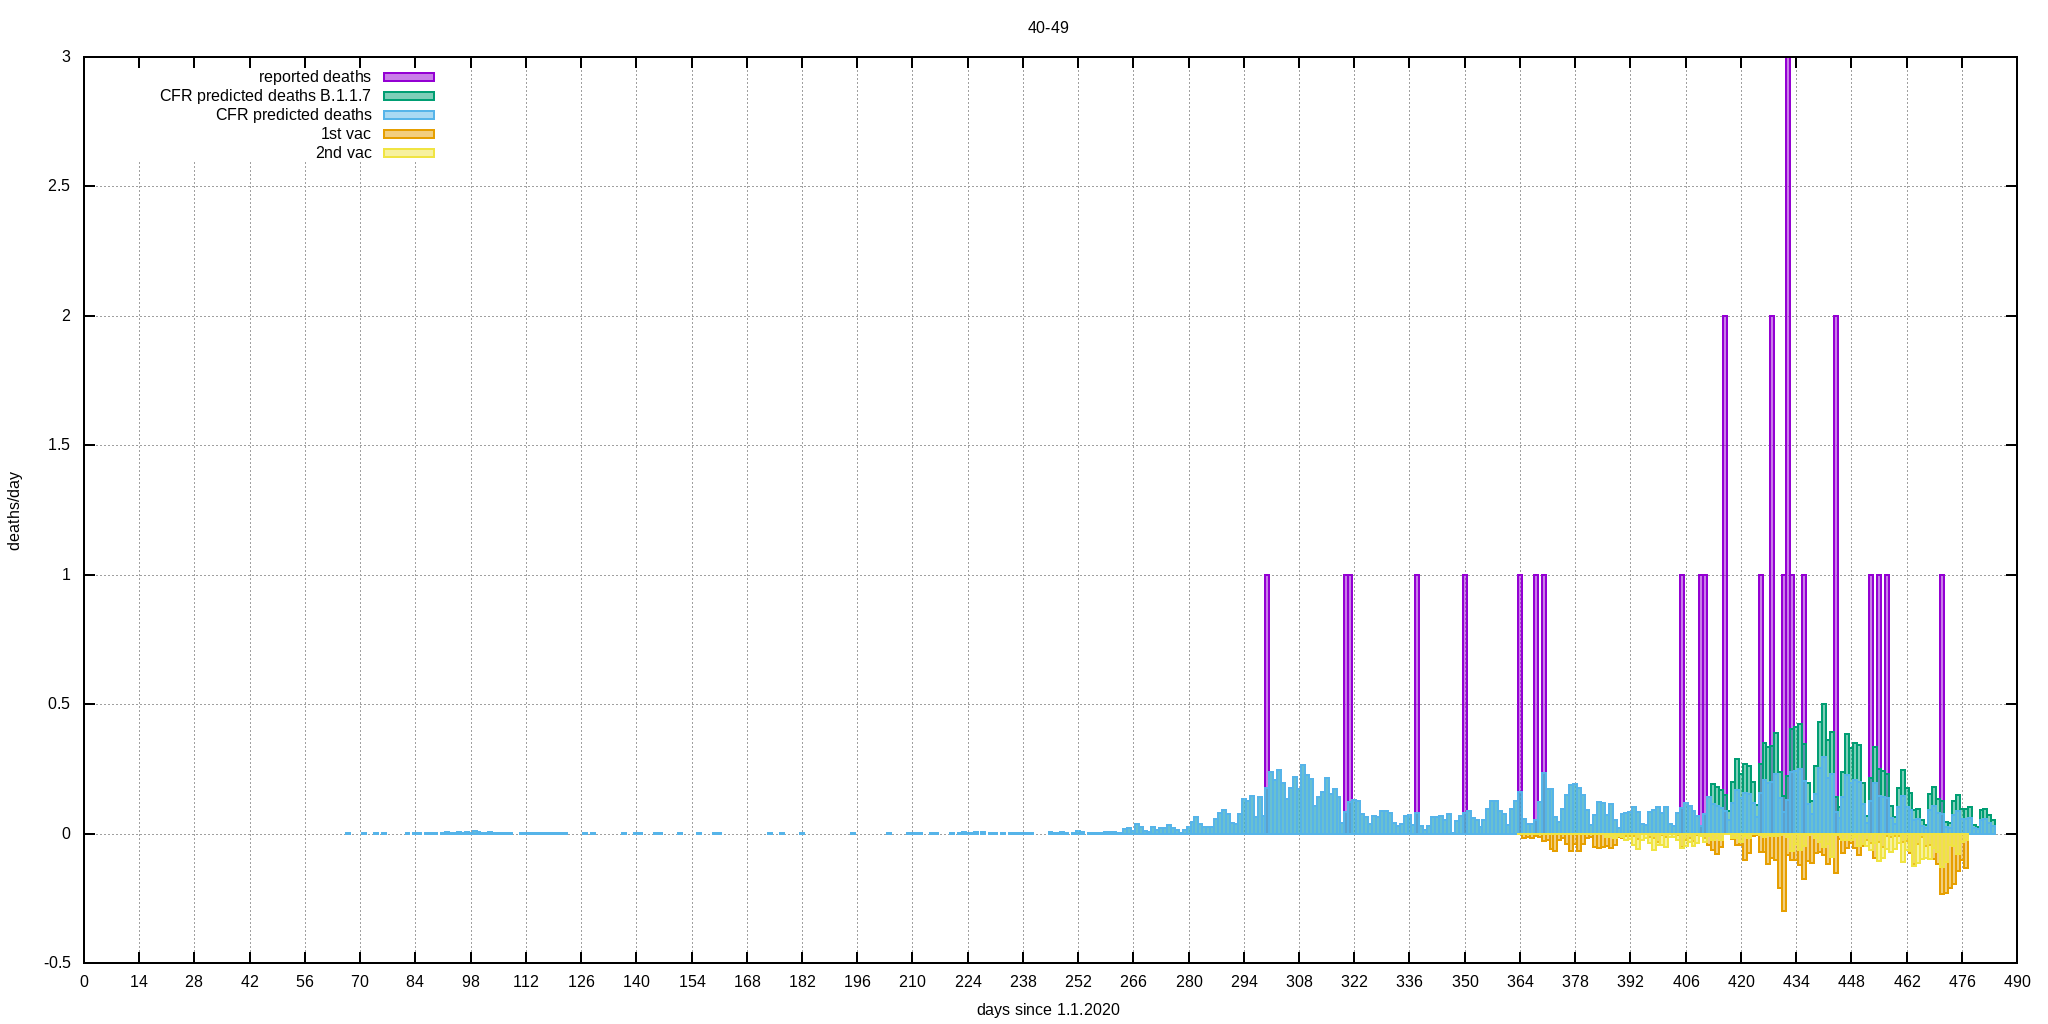 40-49
reported deaths
CFR predicted deaths B.1.1.7
CFR predicted deaths
1st vac
2nd vac
3
2.5
2
1.5
1
0.5
0
-0.5
deaths/day
0 14 28 42 56 70 84 98 112 126 140 154 168 182 196 210 224 238 252 266 280 294 308 322 336 350 364 378 392 406 420 434 448 462 476 490
days since 1.1.2020